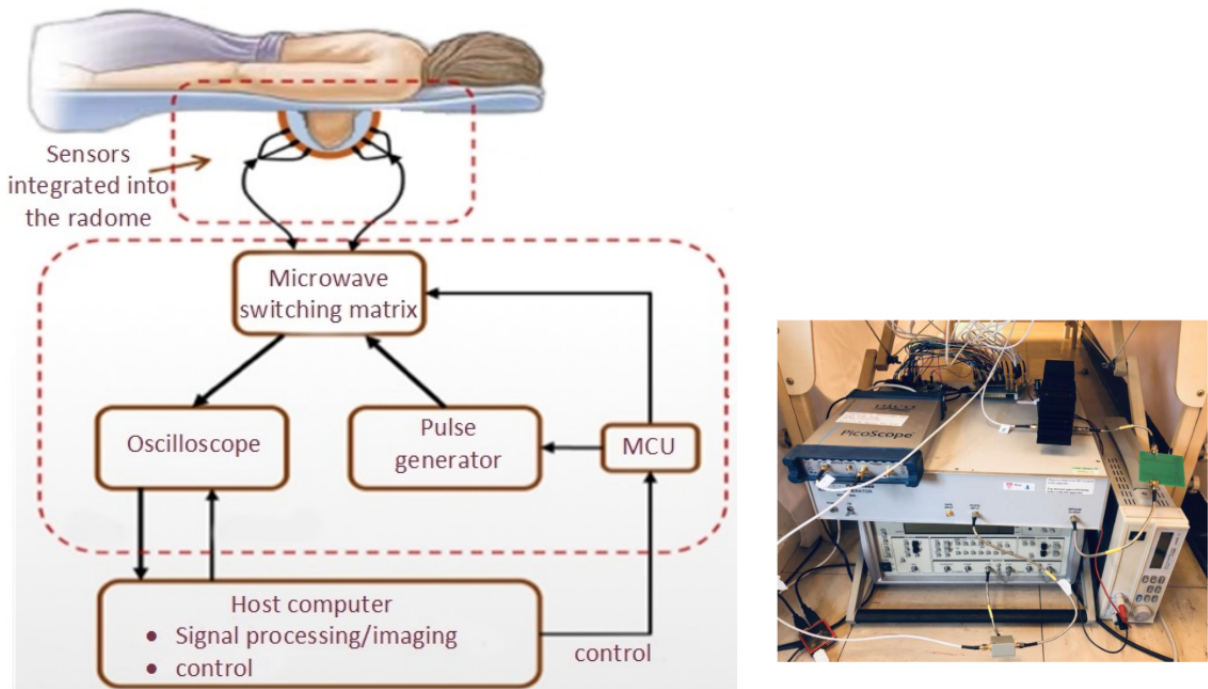 Sensors
integrated into
the radome
Microwave
switching matrix
Oscilloscope
Pulse
generator
MCU
Host computer
• Signal processing/imaging
• control
control
PicoScope